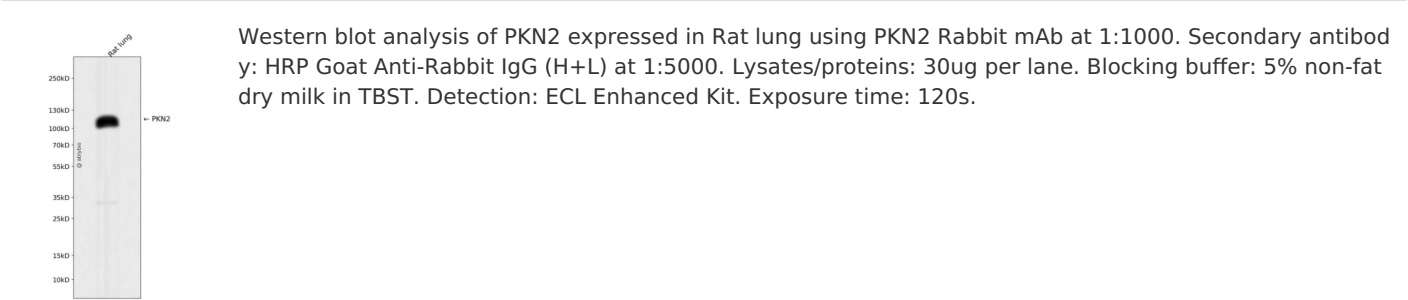 Rat lung
250kD
130kD
← PKN2
100kD
70kD
55kD
35kD
25kD
15kD
10kD
@ abybio
Western blot analysis of PKN2 expressed in Rat lung using PKN2 Rabbit mAb at 1:1000. Secondary antibod
y: HRP Goat Anti-Rabbit IgG (H+L) at 1:5000. Lysates/proteins: 30ug per lane. Blocking buffer: 5% non-fat
dry milk in TBST. Detection: ECL Enhanced Kit. Exposure time: 120s.